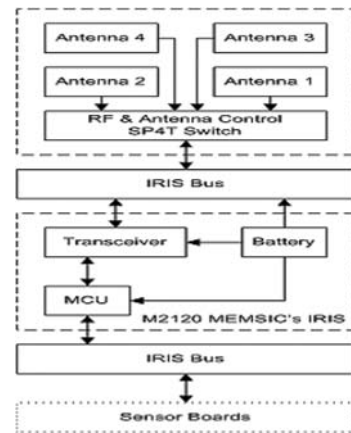 Antenna 4
Antenna 3
Antenna 2
Antenna 1
RF & Antenna Control
SP4T Switch
IRIS Bus
Transceiver
Battery
MCU
M2120 MEMSIC's IRIS
IRIS Bus
Sensor Boards